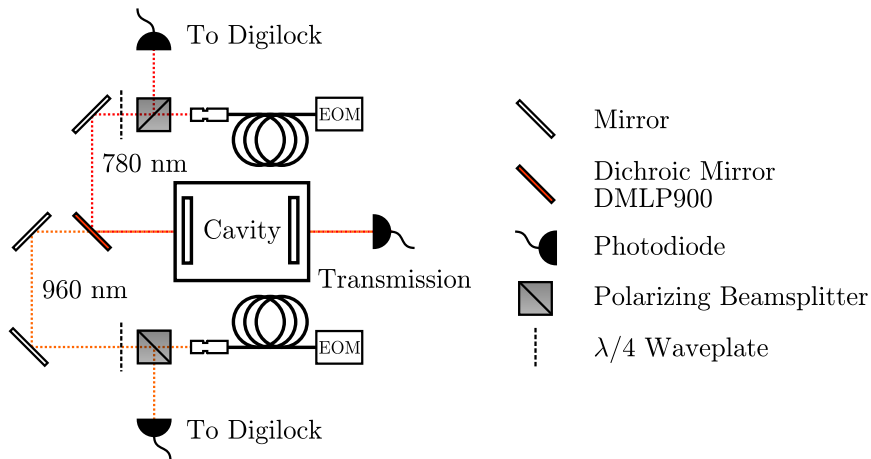 To Digilock
EOM
780 nm
Cavity
Transmission
960 nm
EOM
To Digilock
Mirror
Dichroic Mirror
DMLP900
Photodiode
Polarizing Beamsplitter
λ/4 Waveplate